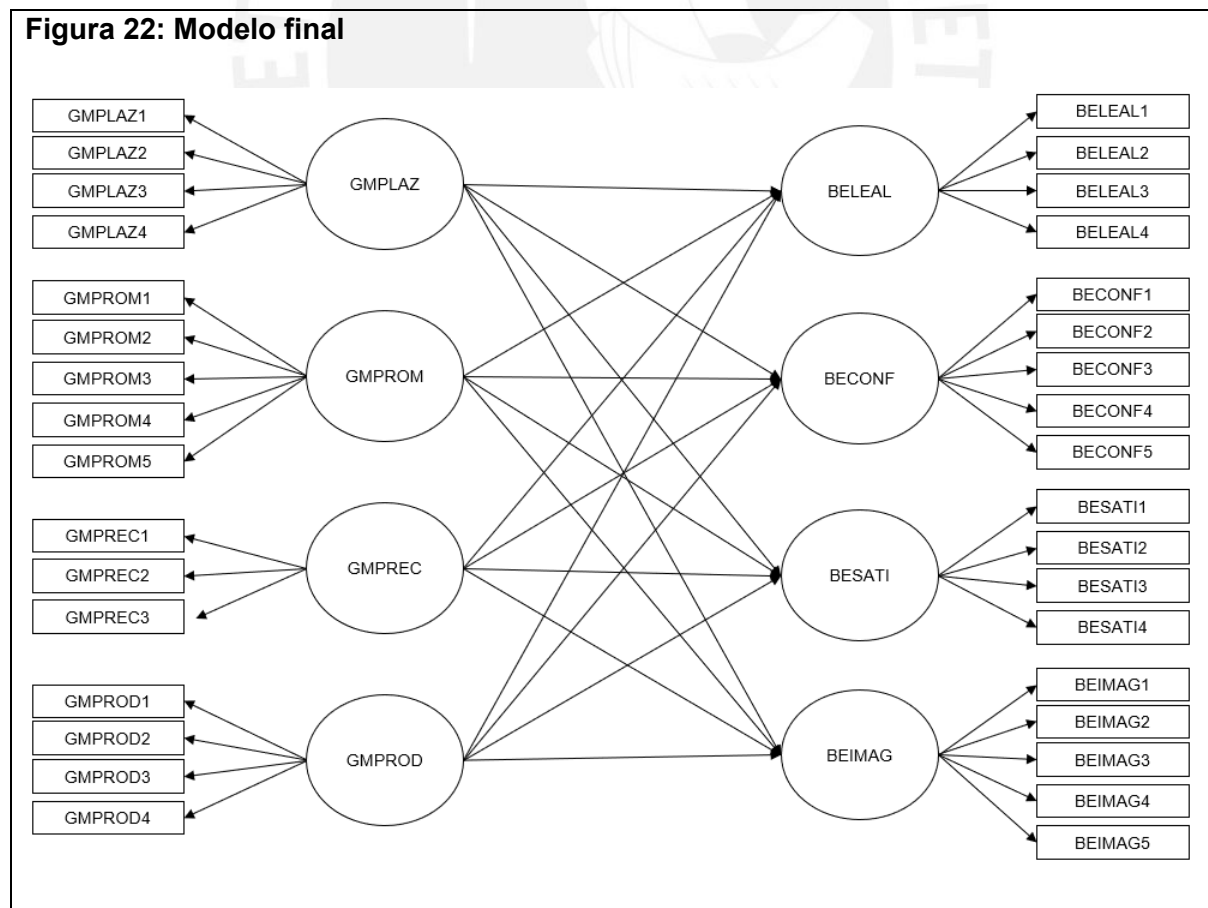 Figura 22: Modelo final
GMPLAZ1
GMPLAZ2
GMPLAZ3
GMPLAZ4
GMPROM1
GMPROM2
GMPROM3
GMPROM4
GMPROM5
GMPREC1
GMPREC2
GMPREC3
GMPROD1
GMPROD2
GMPROD3
GMPROD4
GMPLAZ
GMPROM
GMPREC
GMPROD
BELEAL
BECONF
BESATI
BEIMAG
BELEAL1
BELEAL2
BELEAL3
BELEAL4
BECONF1
BECONF2
BECONF3
BECONF4
BECONF5
BESATI1
BESATI2
BESATI3
BESATI4
BEIMAG1
BEIMAG2
BEIMAG3
BEIMAG4
BEIMAG5